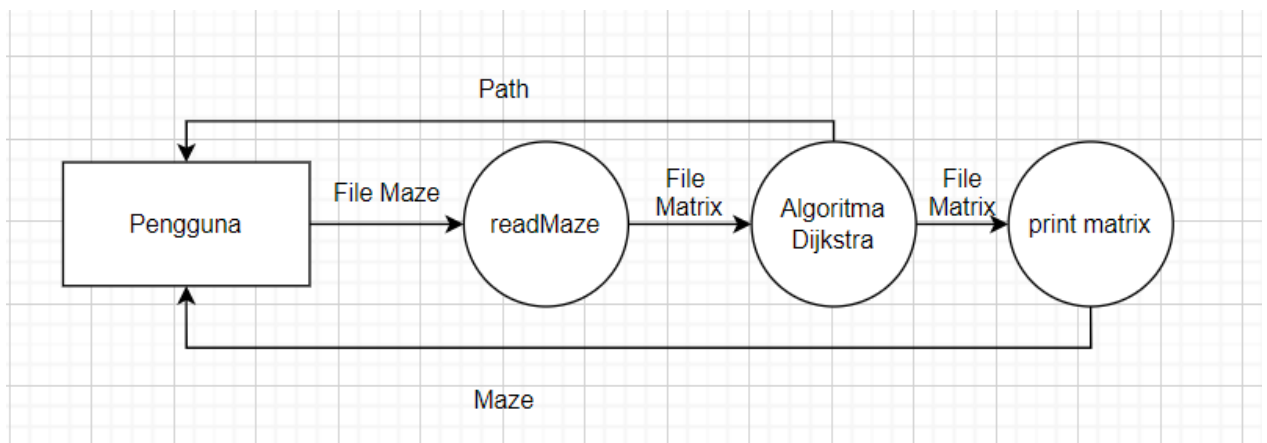 Path
Pengguna
File Maze
readMaze
File
Matrix
Algoritma
Dijkstra
File
Matrix
print matrix
Maze